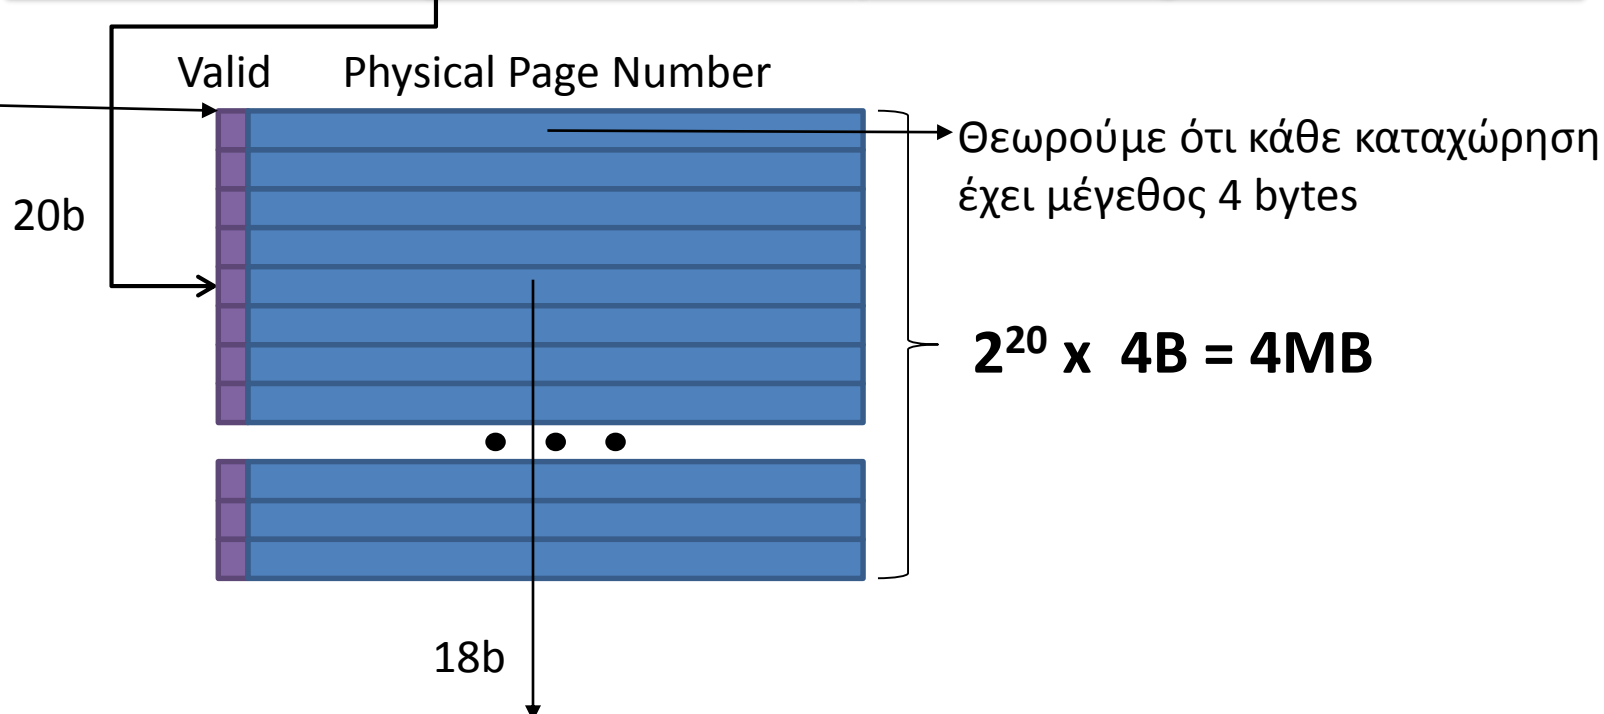 Valid Physical Page Number
Θεωρούμε ότι κάθε καταχώρηση
έχει μέγεθος 4 bytes
20b
2²⁰ x 4B = 4MB
18b